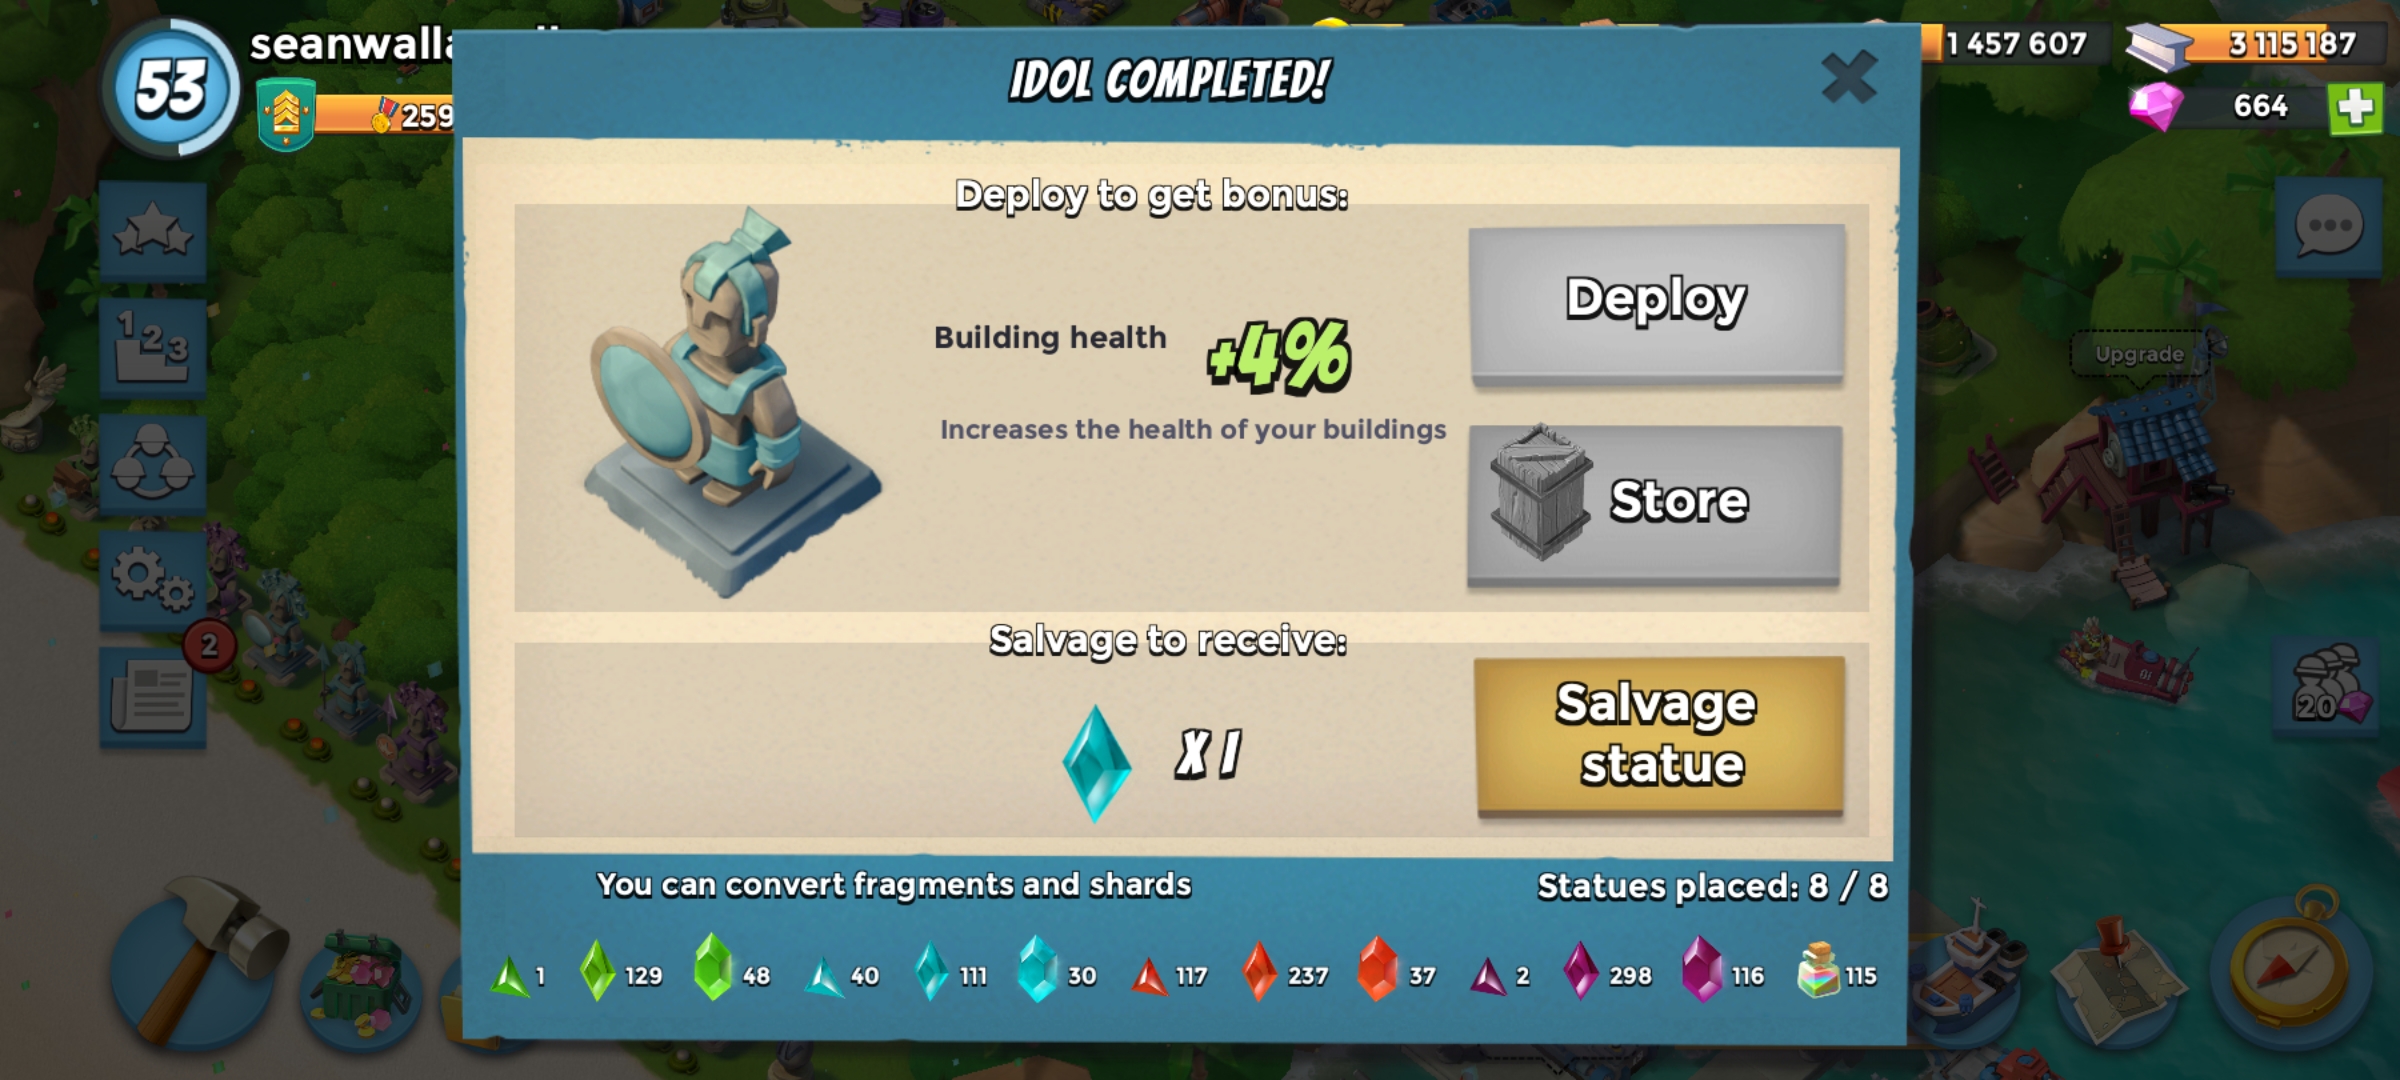 53
259
IDOL COMPLETED!
1 457 607
3 115 187
664
Deploy to get bonus:
Building health
+4%
Increases the health of your buildings
Deploy
Store
Upgrade
1 2 3
2
20
Salvage to receive:
X 1
Salvage
statue
You can convert fragments and shards
Statues placed: 8 / 8
1 129 48 40 111 30 117 237 37 2 298 116 115